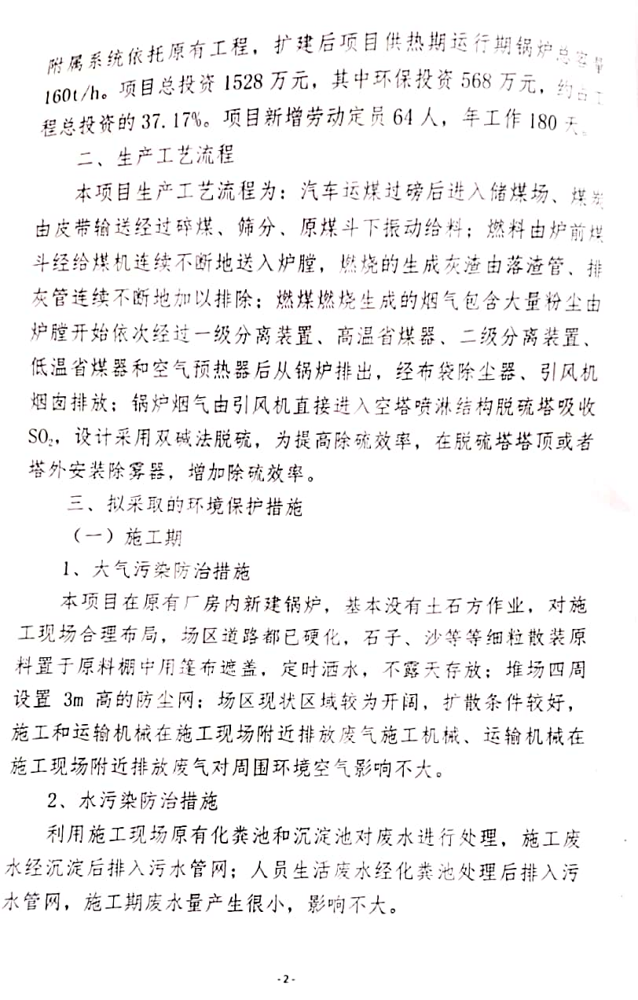 附属系统依托原有工程，扩建后项目供热期运行期锅炉总容量
160t/h。项目总投资 1528 万元，其中环保投资 568 万元，约占工
程总投资的 37.17%。项目新增劳动定员 64 人，年工作 180 天。
二、生产工艺流程
本项目生产工艺流程为：汽车运煤过磅后进入储煤场、煤炭
由皮带输送经过碎煤、筛分、原煤斗下振动给料；燃料由炉前煤
斗经给煤机连续不断地送入炉膛，燃烧的生成灰渣由落渣管、排
灰管连续不断地加以排除；燃煤燃烧生成的烟气包含大量粉尘由
炉膛开始依次经过一级分离装置、高温省煤器、二级分离装置、
低温省煤器和空气预热器后从锅炉排出，经布袋除尘器、引风机
烟囱排放；锅炉烟气由引风机直接进入空塔喷淋结构脱硫塔吸收
SO₂，设计采用双碱法脱硫，为提高除硫效率，在脱硫塔塔顶或者
塔外安装除雾器，增加除硫效率。
三、拟采取的环境保护措施
（一）施工期
1、大气污染防治措施
本项目在原有厂房内新建锅炉，基本没有土石方作业，对施
工现场合理布局，场区道路都已硬化，石子、沙等等细粒散装原
料置于原料棚中用篷布遮盖，定时洒水，不露天存放；堆场四周
设置 3m 高的防尘网；场区现状区域较为开阔，扩散条件较好，
施工和运输机械在施工现场附近排放废气施工机械、运输机械在
施工现场附近排放废气对周围环境空气影响不大。
2、水污染防治措施
利用施工现场原有化粪池和沉淀池对废水进行处理，施工废
水经沉淀后排入污水管网；人员生活废水经化粪池处理后排入污
水管网，施工期废水量产生很小，影响不大。
- 2 -